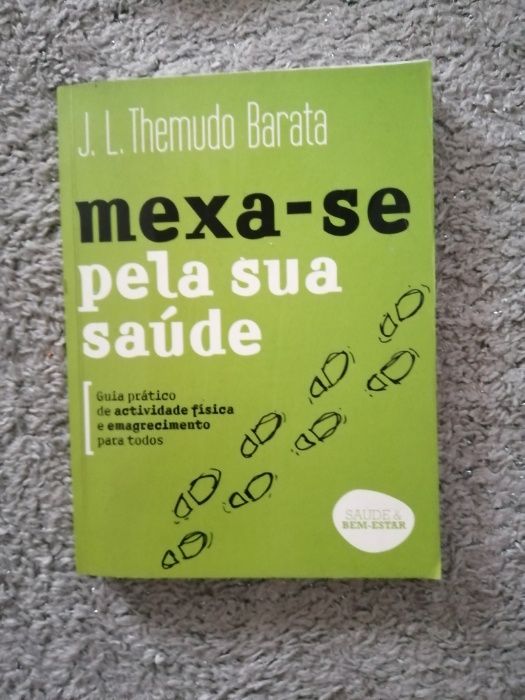 J. L. Themudo Barata
mexa-se
pela sua
saúde
Guia prático
de actividade física
e emagrecimento
para todos
SAÚDE &
BEM-ESTAR